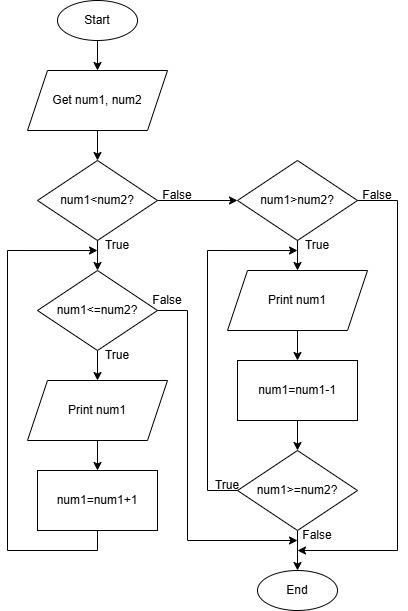 Start
Get num1, num2
num1<num2?
False
num1>num2?
False
True
True
num1<=num2?
False
Print num1
True
num1=num1-1
Print num1
num1=num1+1
True
num1>=num2?
False
End